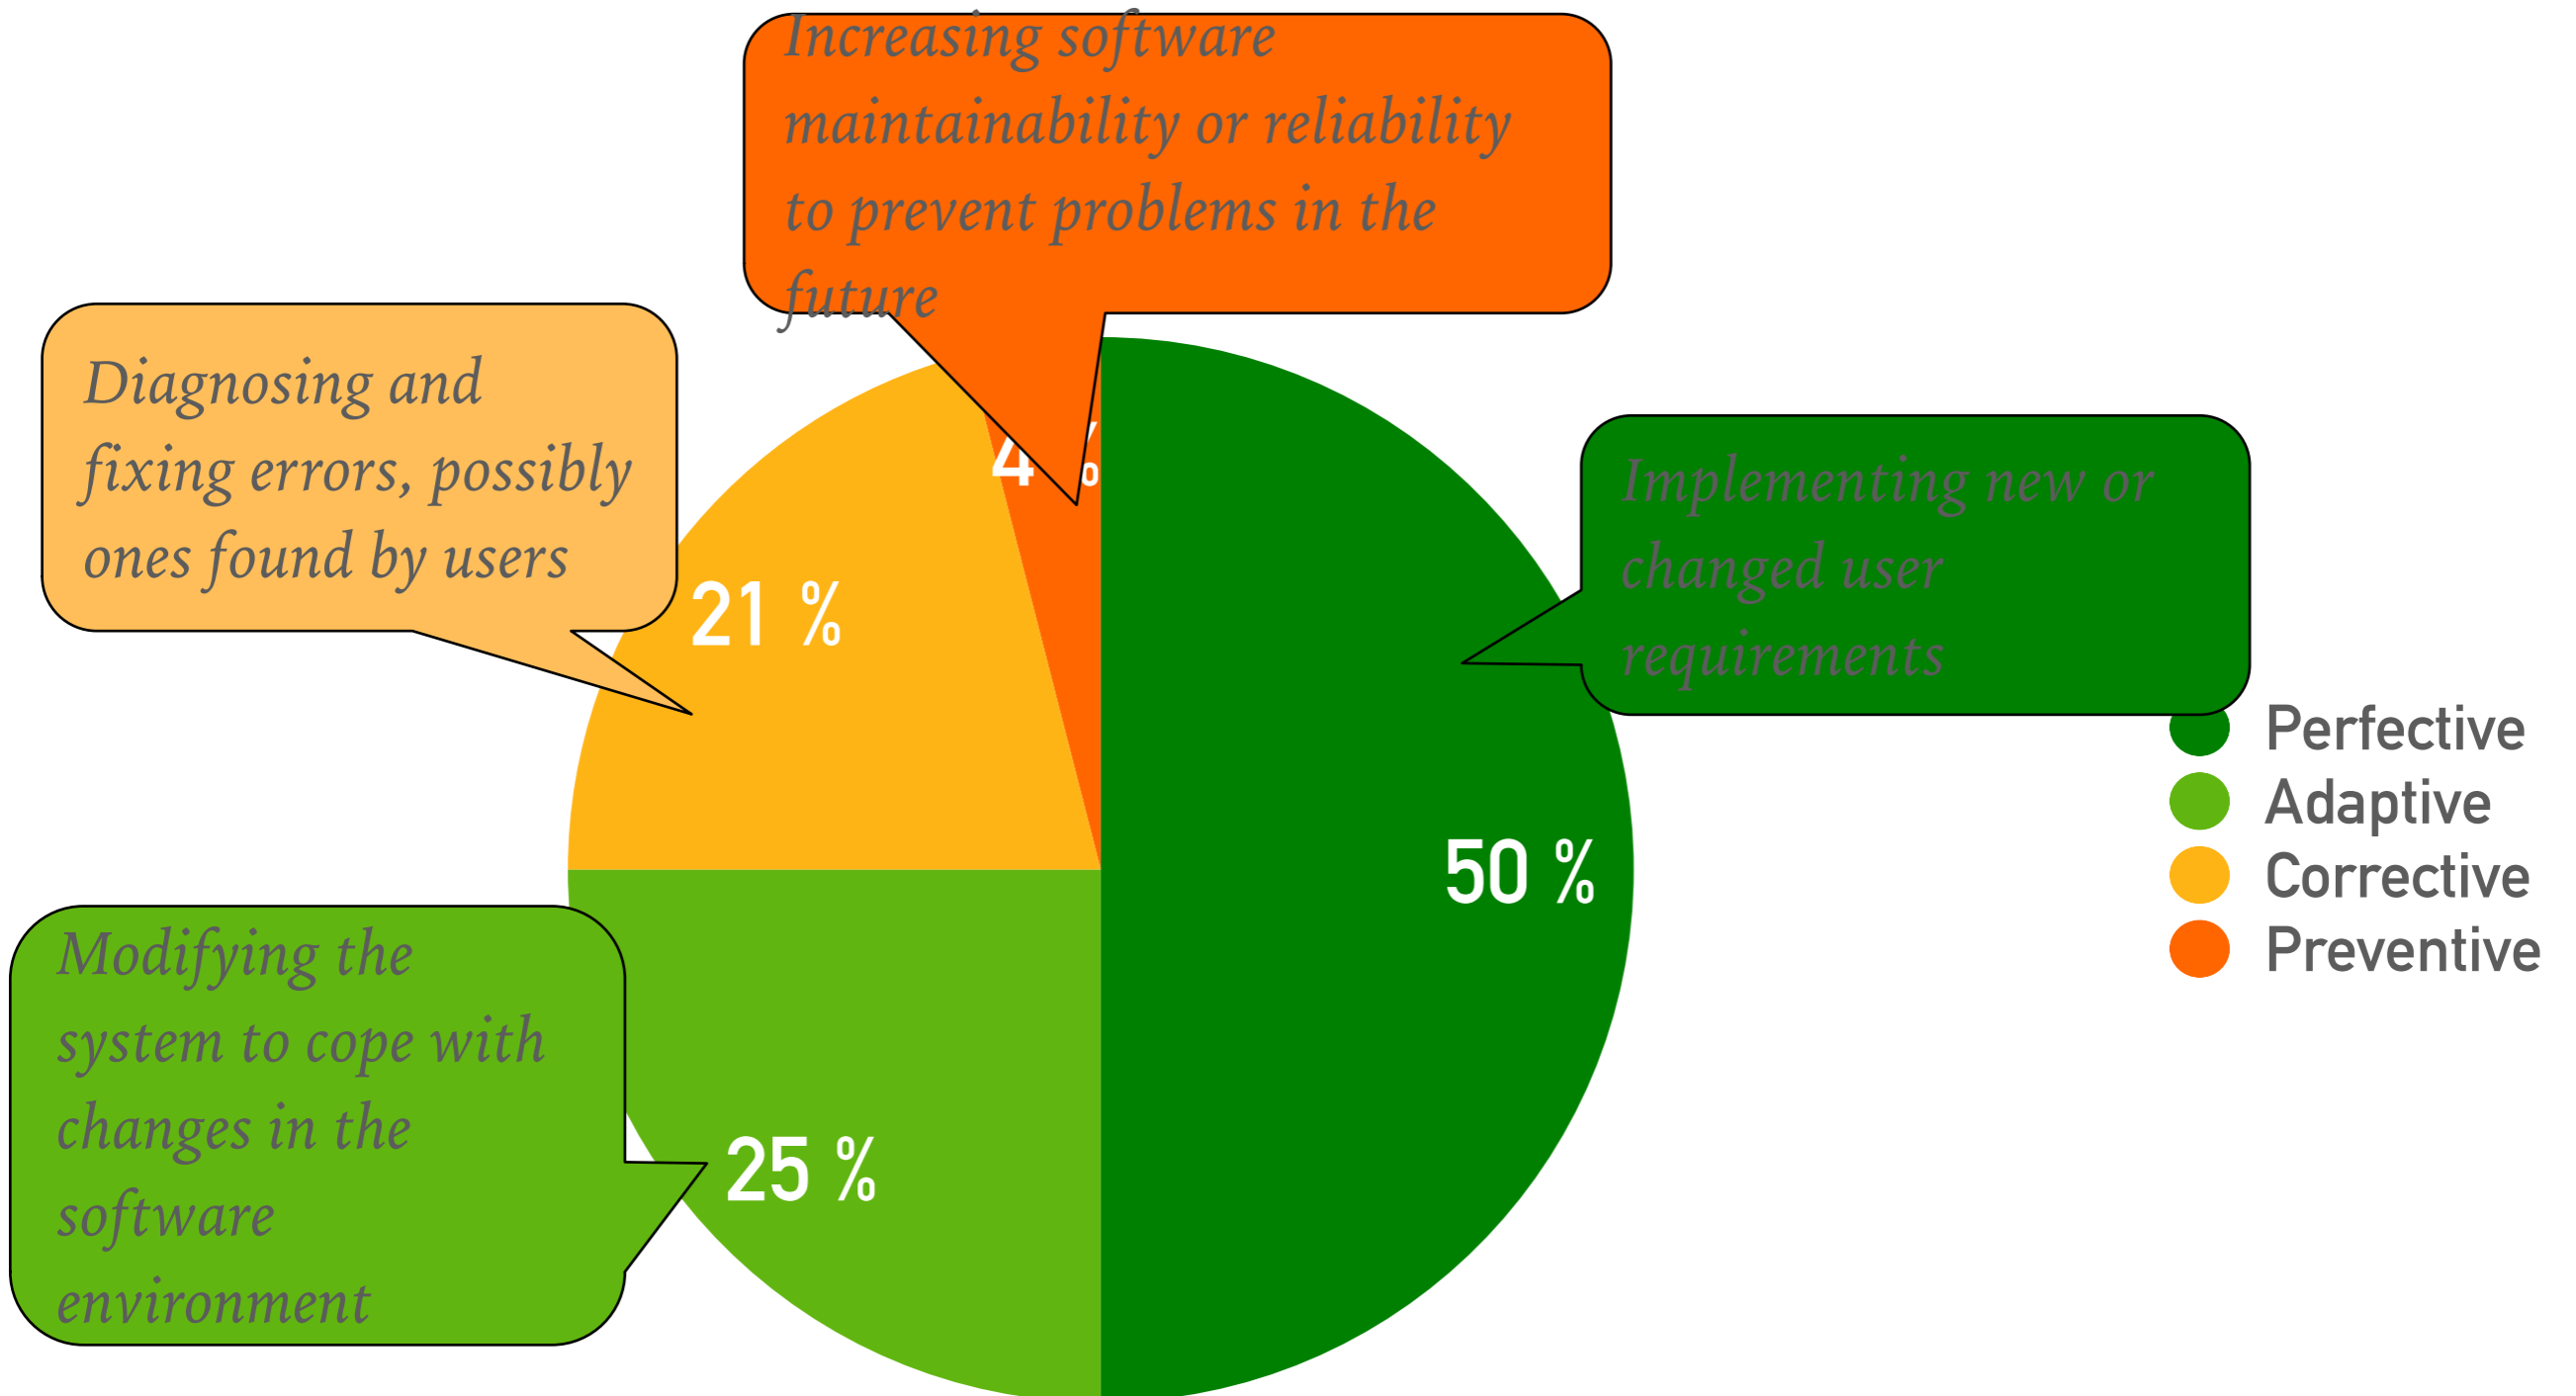 Increasing software
maintainability or reliability
to prevent problems in the
future
Diagnosing and
fixing errors, possibly
ones found by users
Implementing new or
changed user
requirements
4 %
21 %
50 %
25 %
Modifying the
system to cope with
changes in the
software
environment
Perfective
Adaptive
Corrective
Preventive